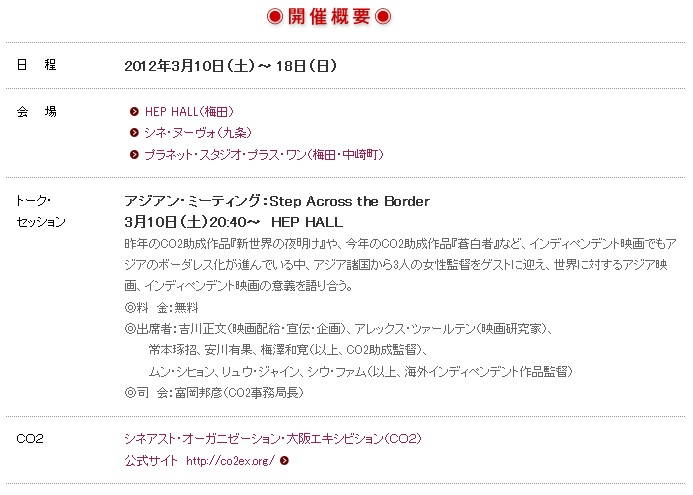 ◉開催概要◉
日 程 2012年3月10日（土）～ 18日（日）
会 場 HEP HALL（梅田）
シネ・ヌーヴォ（九条）
プラネット・スタジオ・プラス・ワン（梅田・中崎町）
トーク・ アジアン・ミーティング：Step Across the Border
セッション 3月10日（土）20:40～ HEP HALL
昨年のCO2助成作品『新世界の夜明け』や、今年のCO2助成作品『蒼白者』など、インディペンデント映画でもア
ジアのボーダレス化が進んでいる中、アジア諸国から3人の女性監督をゲストに迎え、世界に対するアジア映
画、インディペンデント映画の意義を語り合う。
◎料 金：無料
◎出席者：吉川正文（映画配給・宣伝・企画）、アレックス・ツァールテン（映画研究家）、
常本琢招、安川有果、梅澤和寛（以上、CO2助成監督）、
ムン・シヒョン、リュウ・ジャイン、シウ・ファム（以上、海外インディペンデント作品監督）
◎司 会：富岡邦彦（CO2事務局長）
CO2 シネアスト・オーガニゼーション・大阪エキシビション（CO2）
公式サイト http://co2ex.org/